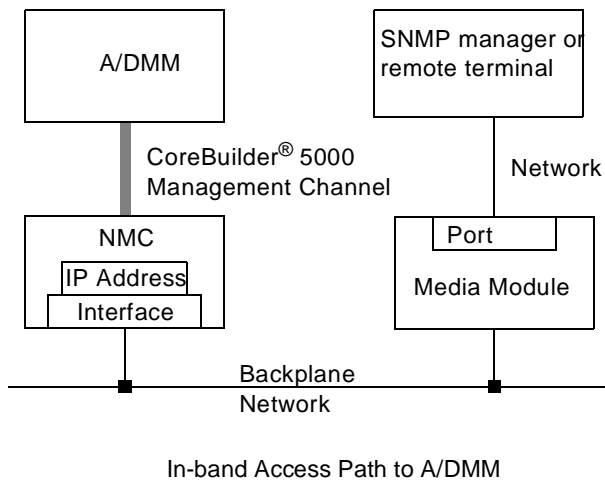 A/DMM
SNMP manager or
remote terminal
CoreBuilder® 5000
Management Channel
Network
NMC
IP Address
Interface
Port
Media Module
Backplane
Network
In-band Access Path to A/DMM